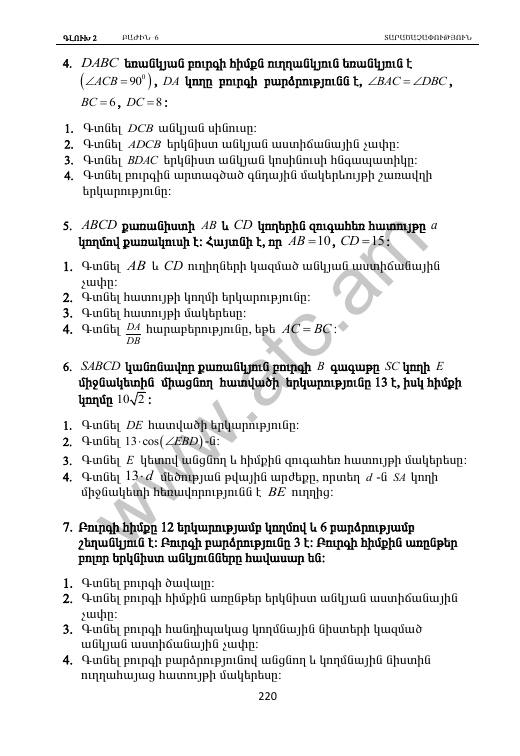 ԳԼՈՒԽ 2 ԲԱԺԻՆ 6 ՏԱՐԱԾԱՉԱՓՈՒԹՅՈՒՆ
4. DABC եռանկյան բուրգի հիմքն ուղղանկյուն եռանկյուն է
(∠ACB = 90⁰), DA կողը բուրգի բարձրությունն է, ∠BAC = ∠DBC,
BC = 6, DC = 8:
1. Գտնել DCB անկյան սինուսը:
2. Գտնել ADCB երկնիստ անկյան աստիճանային չափը:
3. Գտնել BDAC երկնիստ անկյան կոսինուսի հնգապատիկը:
4. Գտնել բուրգին արտագծած գնդային մակերևույթի շառավղի
երկարությունը:
5. ABCD քառանիստի AB և CD կողերին զուգահեռ հատույթը a
կողմով քառակուսի է: Հայտնի է, որ AB = 10, CD = 15:
1. Գտնել AB և CD ուղիղների կազմած անկյան աստիճանային
չափը:
2. Գտնել հատույթի կողմի երկարությունը:
3. Գտնել հատույթի մակերեսը:
4. Գտնել DA/DB հարաբերությունը, եթե AC = BC:
6. SABCD կանոնավոր քառանկյուն բուրգի B գագաթը SC կողի E
միջնակետին միացնող հատվածի երկարությունը 13 է, իսկ հիմքի
կողմը 10√2:
1. Գտնել DE հատվածի երկարությունը:
2. Գտնել 13·cos(∠EBD)-ն:
3. Գտնել E կետով անցնող և հիմքին զուգահեռ հատույթի մակերեսը:
4. Գտնել 13·d մեծության թվային արժեքը, որտեղ d -ն SA կողի
միջնակետի հեռավորությունն է BE ուղղից:
7. Բուրգի հիմքը 12 երկարությամբ կողմով և 6 բարձրությամբ
շեղանկյուն է: Բուրգի բարձրությունը 3 է: Բուրգի հիմքին առընթեր
բոլոր երկնիստ անկյունները հավասար են:
1. Գտնել բուրգի ծավալը:
2. Գտնել բուրգի հիմքին առընթեր երկնիստ անկյան աստիճանային
չափը:
3. Գտնել բուրգի հանդիպակաց կողմնային նիստերի կազմած
անկյան աստիճանային չափը:
4. Գտնել բուրգի բարձրությունով անցնող և կողմնային նիստին
ուղղահայաց հատույթի մակերեսը:
220
www.atc.am